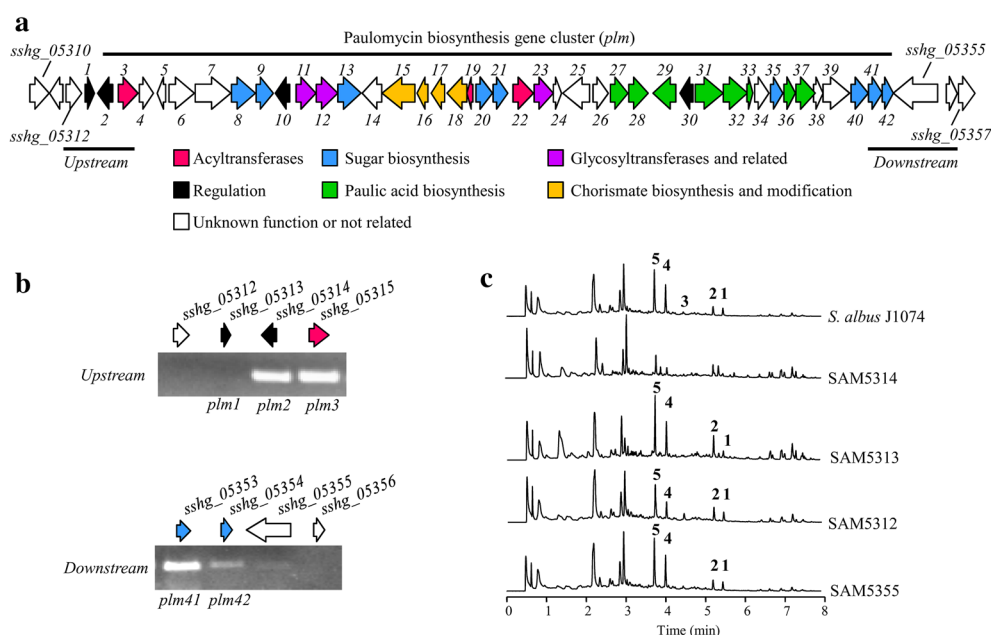 a
Paulomycin biosynthesis gene cluster (plm)
sshg_05310
sshg_05355
1 3 5 7 9 11 13 15 17 19 21 23 25 27 29 31 33 35 37 39 41
2 4 6 8 10 12 14 16 18 20 22 24 26 28 30 32 34 36 38 40 42
sshg_05312
sshg_05357
Upstream
Downstream
Acyltransferases
Sugar biosynthesis
Glycosyltransferases and related
Regulation
Paulic acid biosynthesis
Chorismate biosynthesis and modification
Unknown function or not related
b
sshg_05312
sshg_05313
sshg_05314
sshg_05315
Upstream
plm1 plm2 plm3
sshg_05353
sshg_05354
sshg_05355
sshg_05356
Downstream
plm41 plm42
c
5 4 3 2 1
S. albus J1074
SAM5314
5 4 2 1
SAM5313
5 4 2 1
SAM5312
5 4 2 1
SAM5355
0 1 2 3 4 5 6 7 8
Time (min)